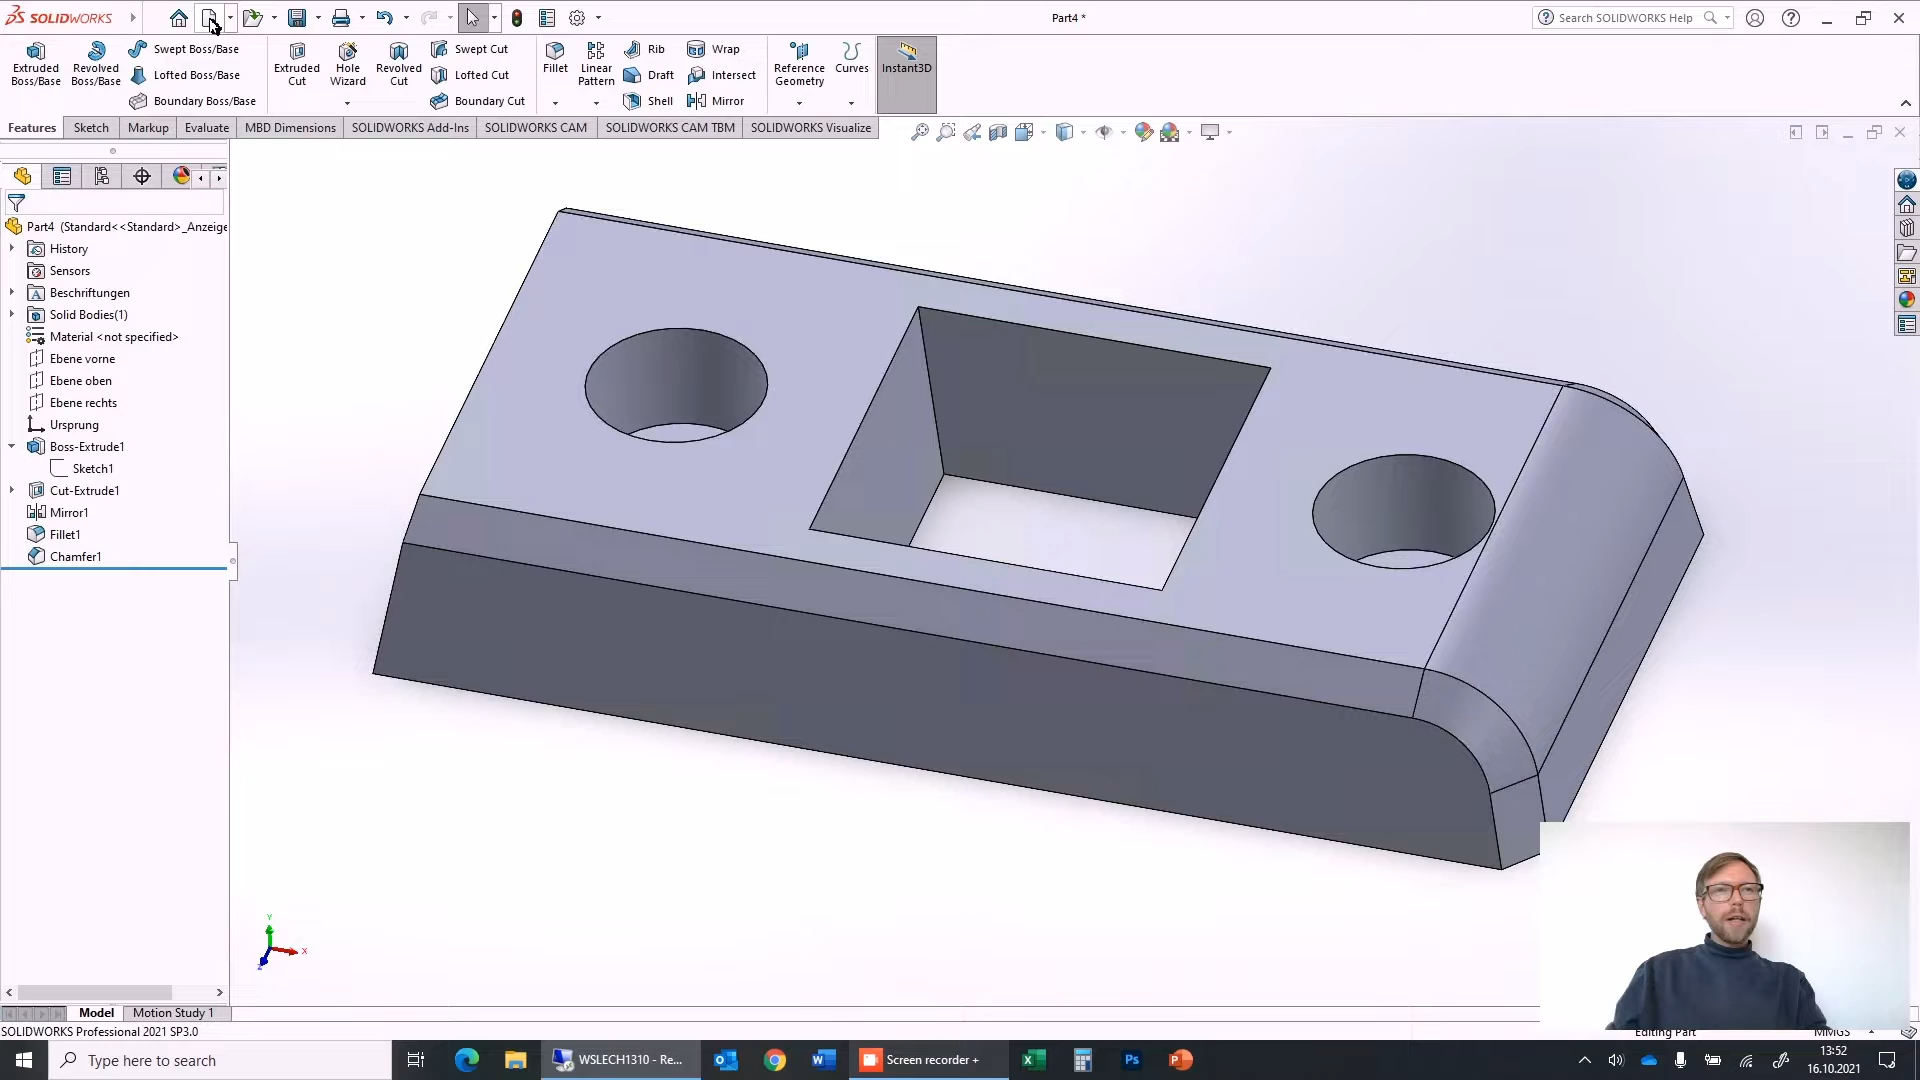 SOLIDWORKS
Part4 *
Search SOLIDWORKS Help
Extruded Boss/Base
Revolved Boss/Base
Swept Boss/Base
Lofted Boss/Base
Boundary Boss/Base
Extruded Cut
Hole Wizard
Revolved Cut
Swept Cut
Lofted Cut
Boundary Cut
Fillet
Linear Pattern
Rib
Draft
Shell
Wrap
Intersect
Mirror
Reference Geometry
Curves
Instant3D
Features
Sketch
Markup
Evaluate
MBD Dimensions
SOLIDWORKS Add-Ins
SOLIDWORKS CAM
SOLIDWORKS CAM TBM
SOLIDWORKS Visualize
Part4 (Standard<<Standard>_Anzeige
History
Sensors
A Beschriftungen
Solid Bodies(1)
Material <not specified>
Ebene vorne
Ebene oben
Ebene rechts
Ursprung
Boss-Extrude1
Sketch1
Cut-Extrude1
Mirror1
Fillet1
Chamfer1
Y
X
Z
Model
Motion Study 1
SOLIDWORKS Professional 2021 SP3.0
Editing Part
MMGS
Type here to search
WSLECH1310 - Re...
Screen recorder +
Ps
13:52
16.10.2021